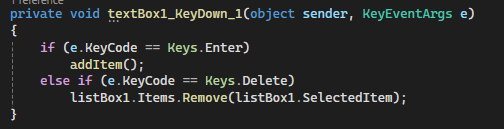 1 reference
private void textBox1_KeyDown_1(object sender, KeyEventArgs e)
{
if (e.KeyCode == Keys.Enter)
addItem();
else if (e.KeyCode == Keys.Delete)
listBox1.Items.Remove(listBox1.SelectedItem);
}